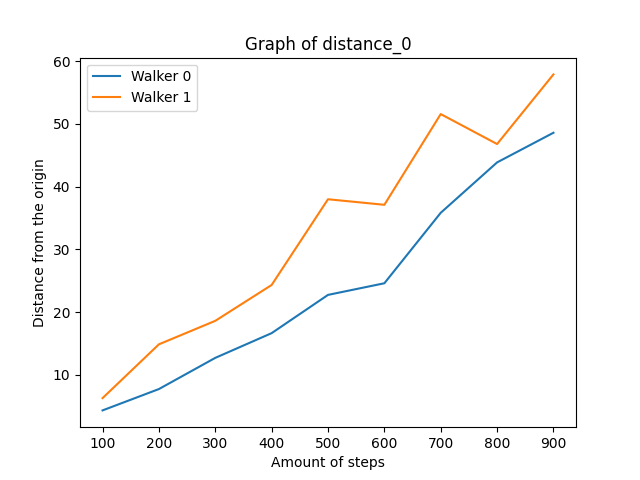 Graph of distance_0
Walker 0
Walker 1
Distance from the origin
60
50
40
30
20
10
100 200 300 400 500 600 700 800 900
Amount of steps